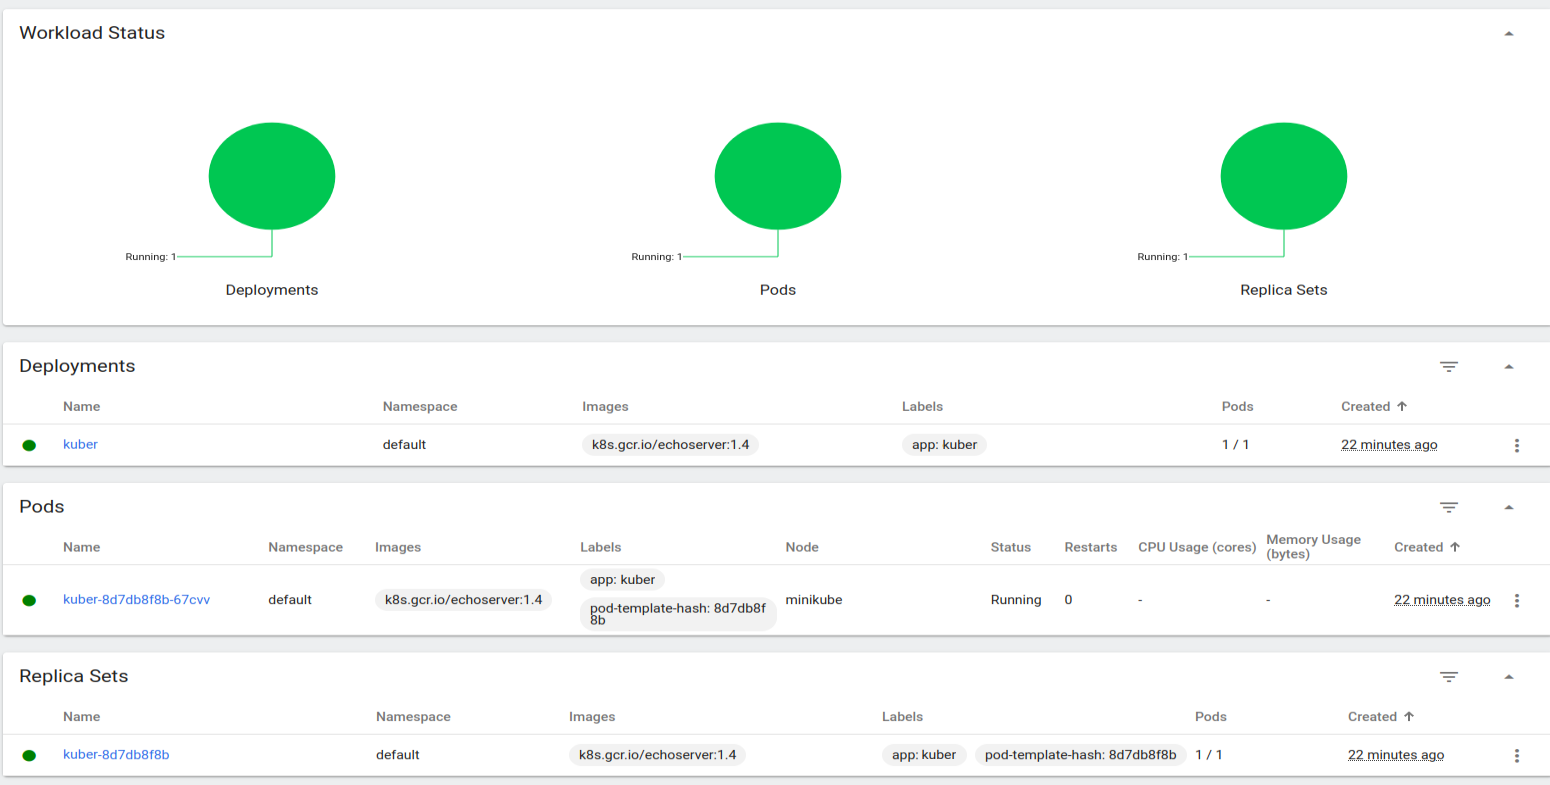 Workload Status
Running: 1
Running: 1
Running: 1
Deployments
Pods
Replica Sets
Deployments
Name Namespace Images Labels Pods Created
kuber default k8s.gcr.io/echoserver:1.4 app: kuber 1 / 1 22 minutes ago
Pods
Name Namespace Images Labels Node Status Restarts CPU Usage (cores) Memory Usage (bytes) Created
kuber-8d7db8f8b-67cvv default k8s.gcr.io/echoserver:1.4 app: kuber minikube Running 0 - - 22 minutes ago
pod-template-hash: 8d7db8f
8b
Replica Sets
Name Namespace Images Labels Pods Created
kuber-8d7db8f8b default k8s.gcr.io/echoserver:1.4 app: kuber pod-template-hash: 8d7db8f8b 1 / 1 22 minutes ago